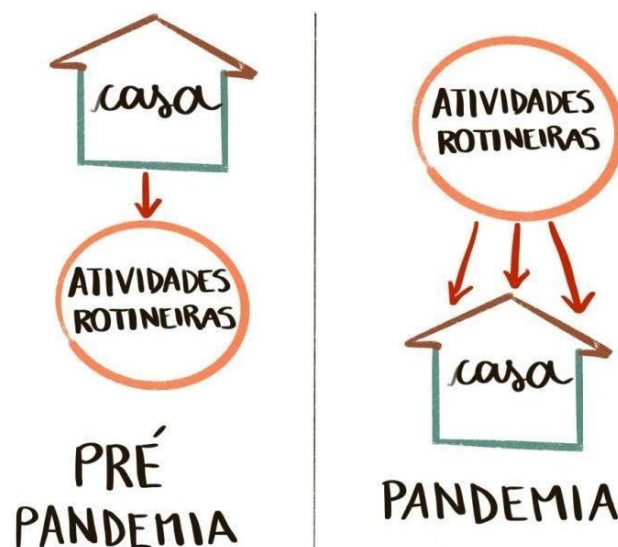 casa
ATIVIDADES
ROTINEIRAS
PRÉ
PANDEMIA
ATIVIDADES
ROTINEIRAS
casa
PANDEMIA